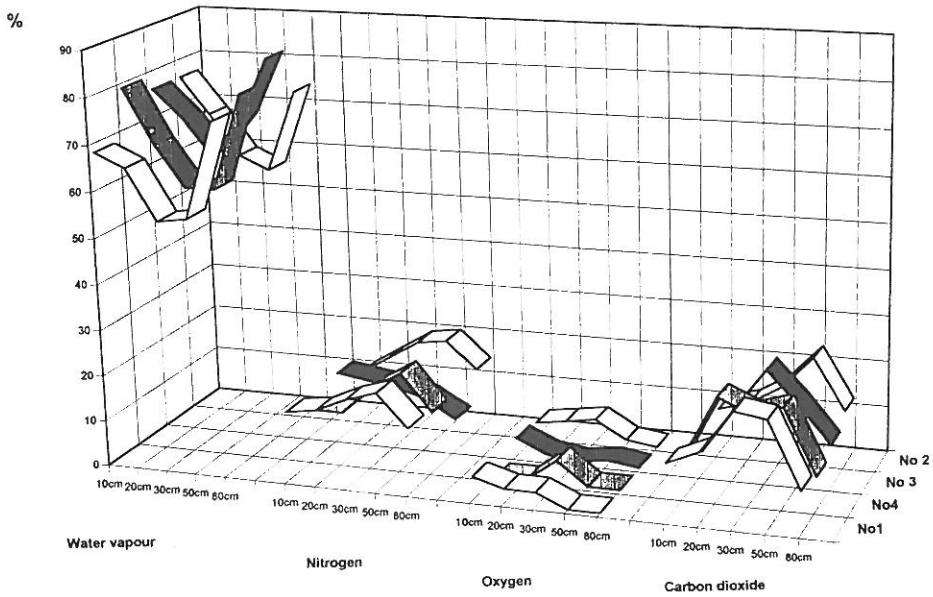 %
90
80
70
60
50
40
30
20
10
0
10cm 20cm 30cm 50cm 80cm
10cm 20cm 30cm 50cm 80cm
10cm 20cm 30cm 50cm 80cm
10cm 20cm 30cm 50cm 80cm
No 2
No 3
No4
No1
Water vapour
Nitrogen
Oxygen
Carbon dioxide